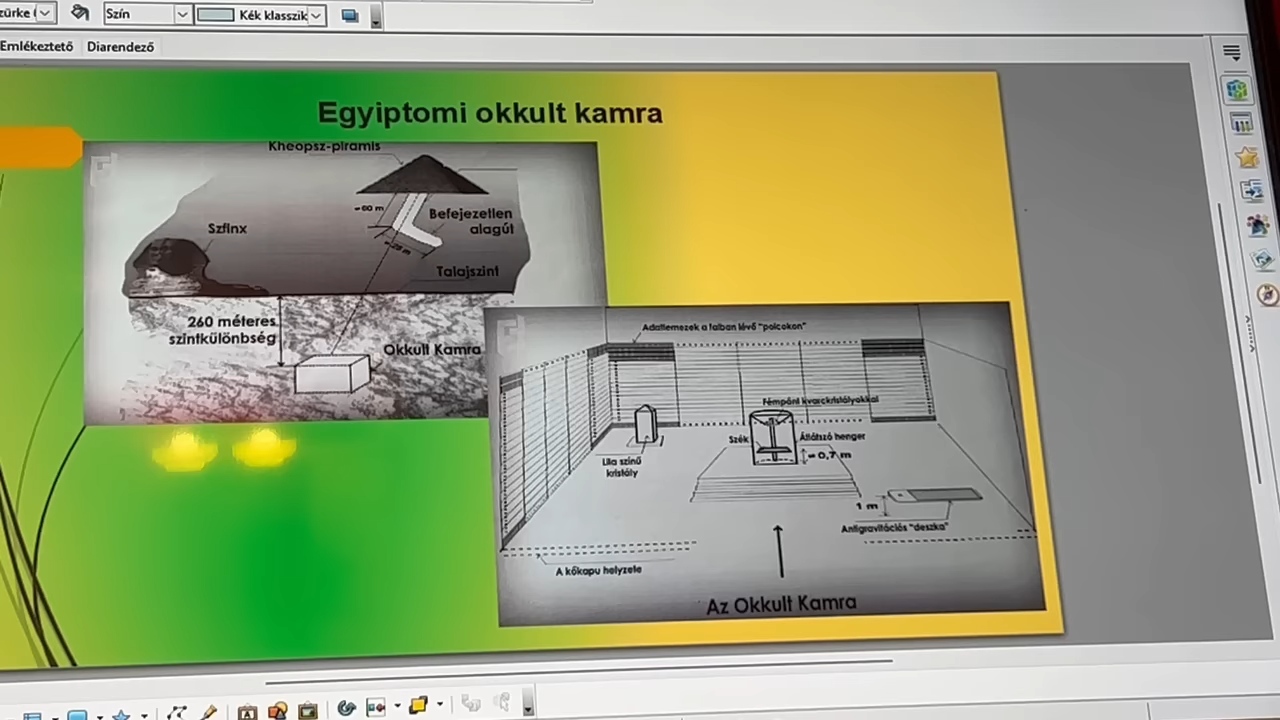 Szín
Kék klasszik
Emlékeztető
Diarendező
Egyiptomi okkult kamra
Kheopsz-piramis
Szfinx
≈60 m
Befejezetlen
alagút
Talajszint
260 méteres
szintkülönbség
Okkult Kamra
Adatlemezek a falban lévő "polcokon"
Fémpánt kvarckristályokkal
Szék
Átlátszó henger
≈0,7 m
Lila színű
kristály
1 m
Antigravitációs "deszka"
A kőkapu helyzete
Az Okkult Kamra